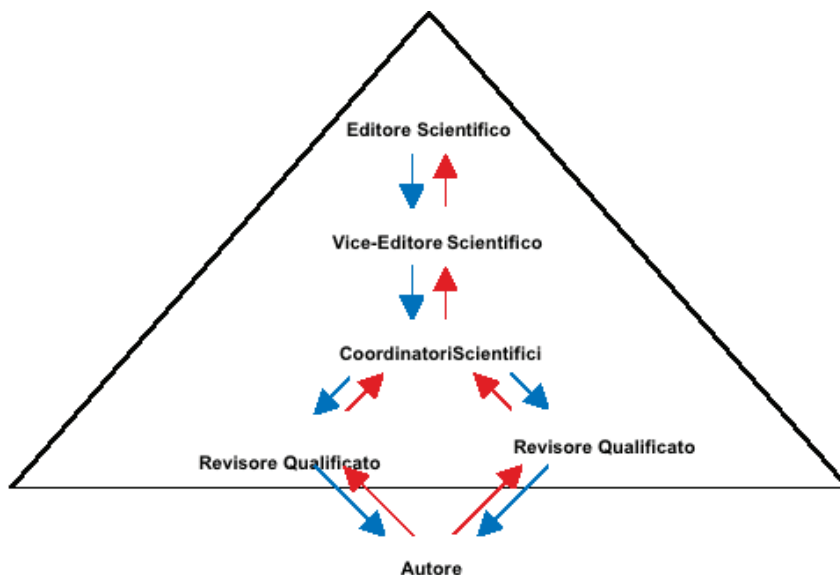 Editore Scientifico
Vice-Editore Scientifico
CoordinatoriScientifici
Revisore Qualificato
Revisore Qualificato
Autore